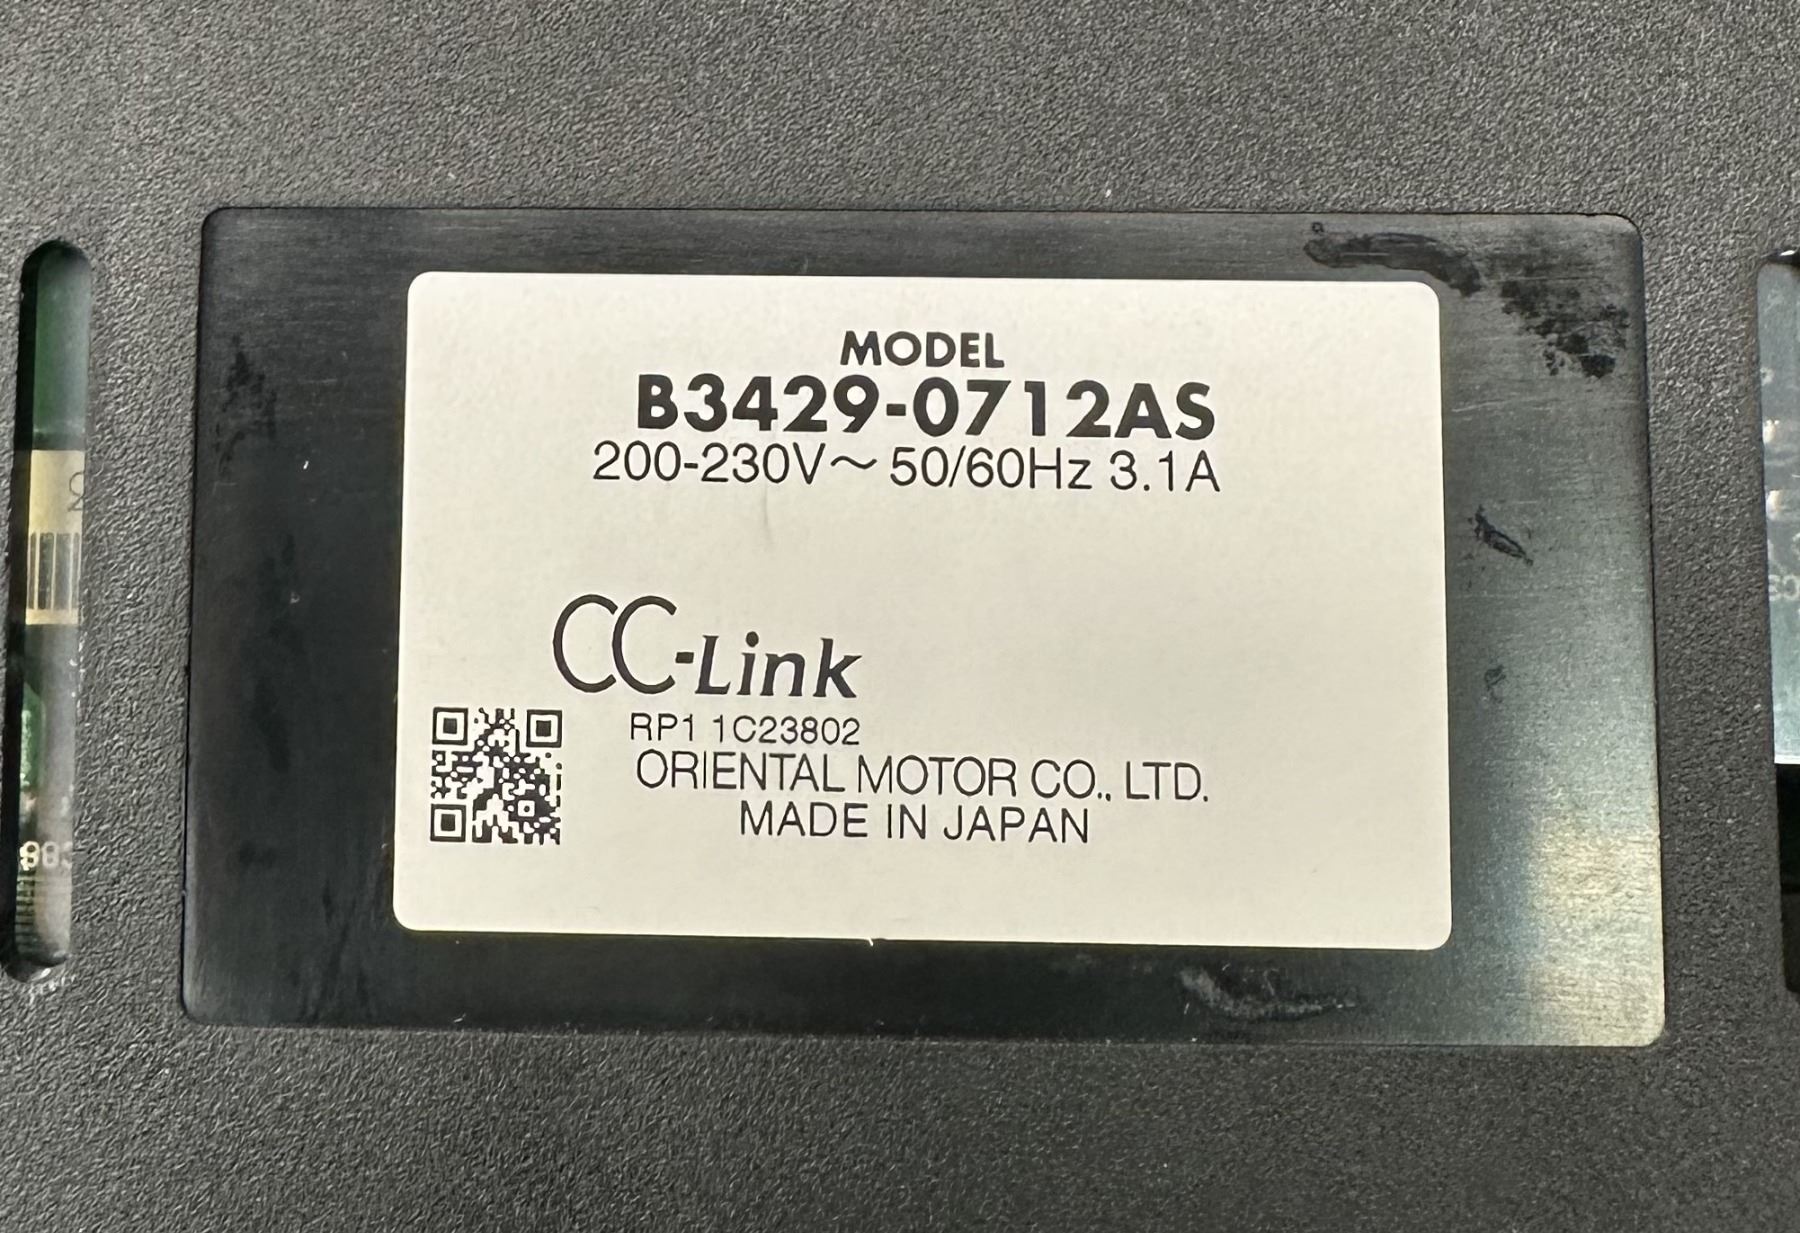 MODEL
B3429-0712AS
200-230V～ 50/60Hz 3.1A
CC-Link
RP1 1C23802
ORIENTAL MOTOR CO., LTD.
MADE IN JAPAN